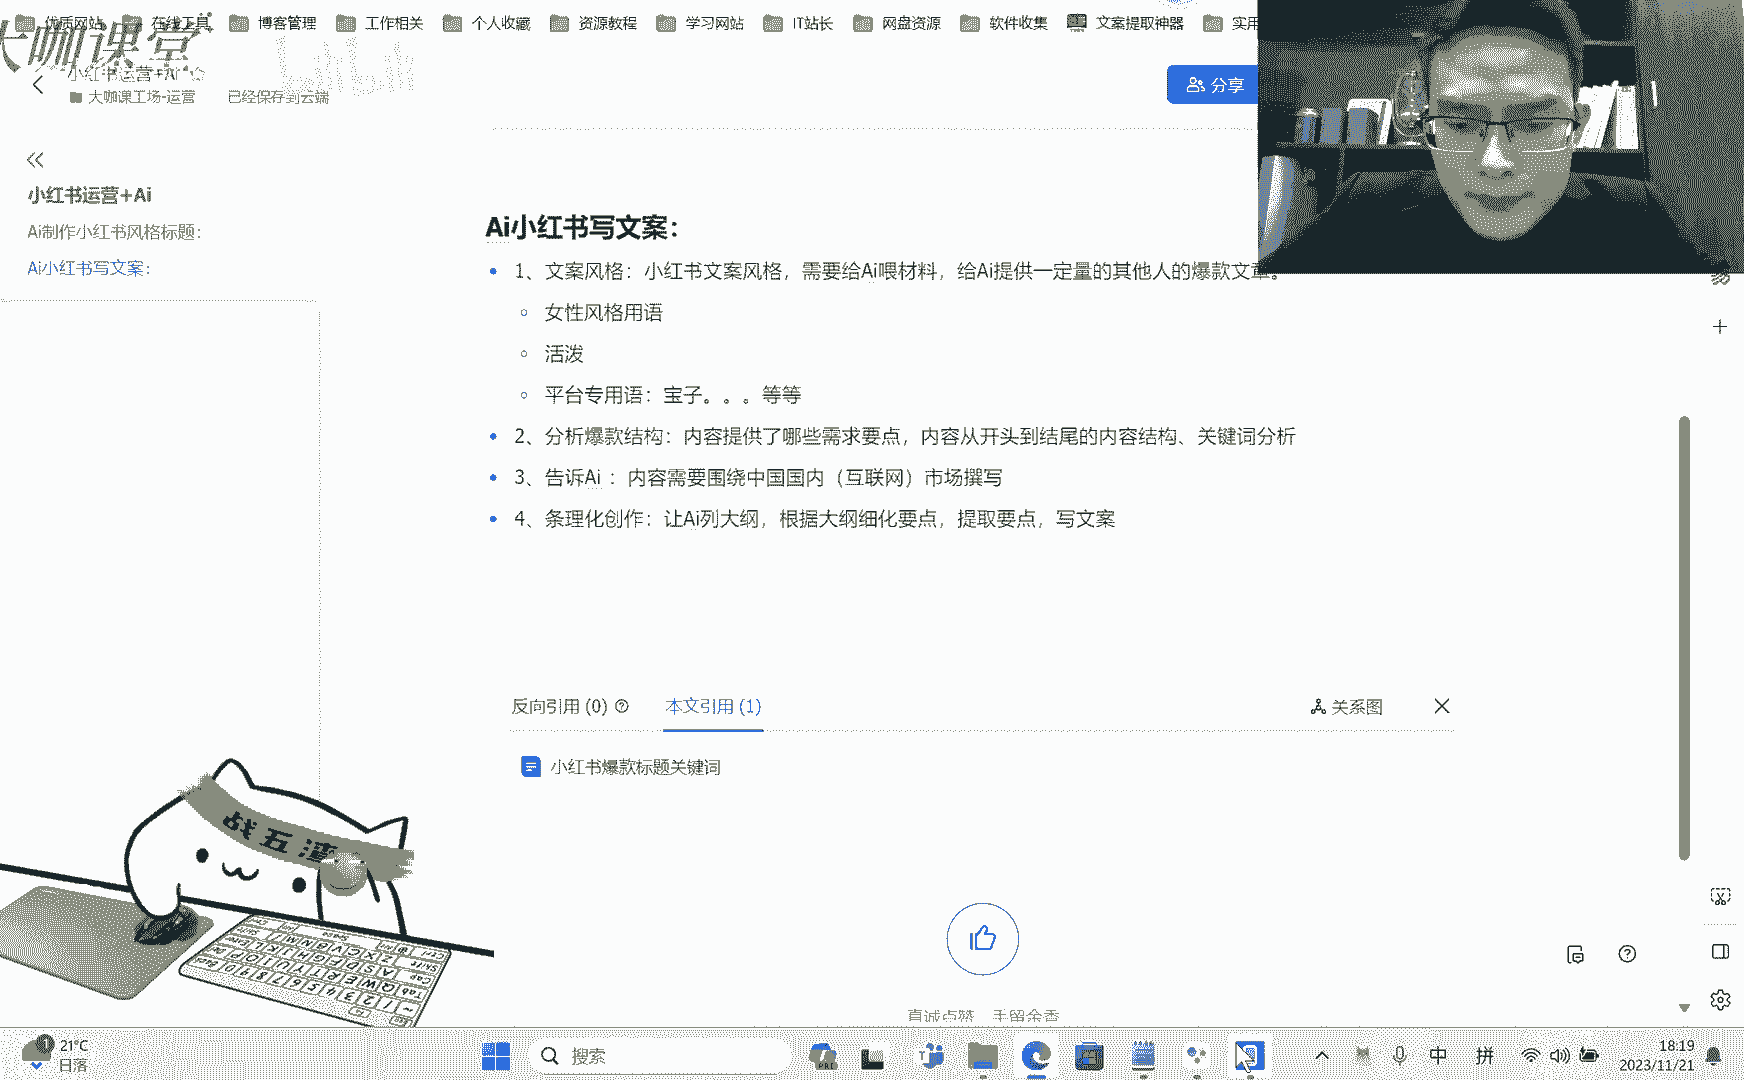 优质网站
在线工具
博客管理
工作相关
个人收藏
资源教程
学习网站
IT站长
网盘资源
软件收集
文案提取神器
实用
大咖课堂
bilibili
小红书运营+Ai
大咖课工场-运营
已经保存到云端
分享
小红书运营+Ai
Ai制作小红书风格标题：
Ai小红书写文案：
Ai小红书写文案：
1、文案风格：小红书文案风格，需要给Ai喂材料，给Ai提供一定量的其他人的爆款文章。
女性风格用语
活泼
平台专用语：宝子。。。等等
2、分析爆款结构：内容提供了哪些需求要点，内容从开头到结尾的内容结构、关键词分析
3、告诉Ai ：内容需要围绕中国国内（互联网）市场撰写
4、条理化创作：让Ai列大纲，根据大纲细化要点，提取要点，写文案
反向引用 (0)
本文引用 (1)
关系图
小红书爆款标题关键词
真诚点赞，手留余香
21°C
日落
搜索
中
拼
18:19
2023/11/21